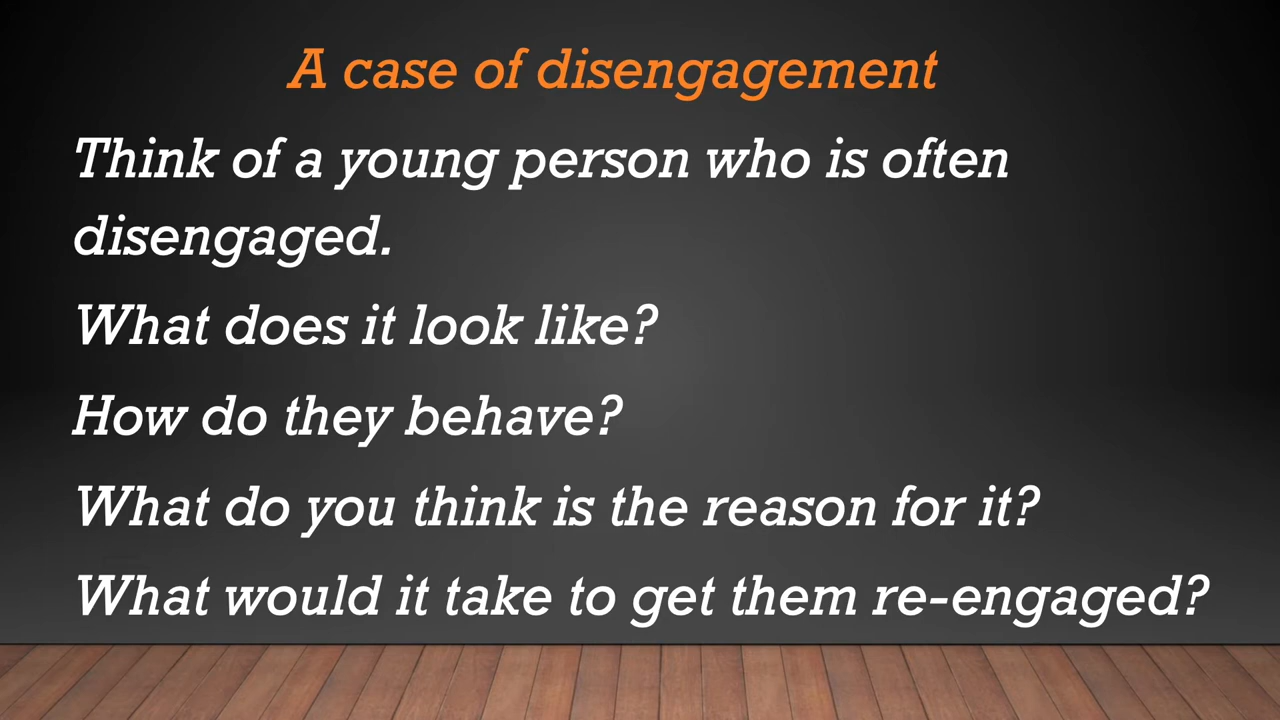 A case of disengagement
Think of a young person who is often
disengaged.
What does it look like?
How do they behave?
What do you think is the reason for it?
What would it take to get them re-engaged?